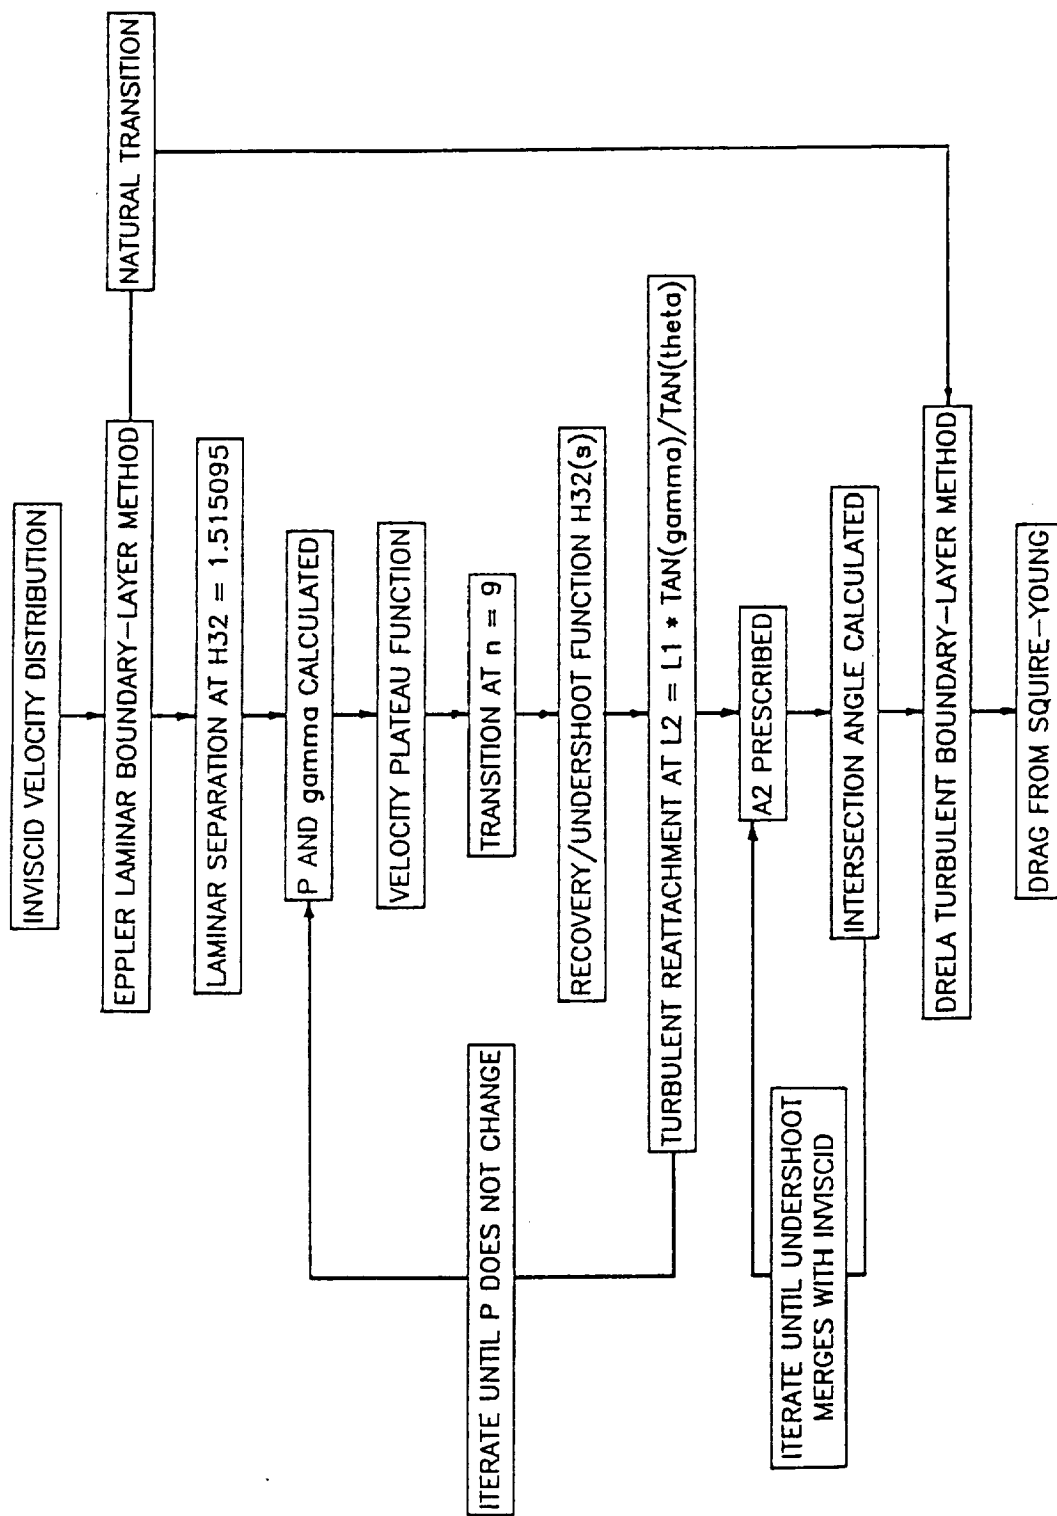 INVISCID VELOCITY DISTRIBUTION
EPPLER LAMINAR BOUNDARY-LAYER METHOD
NATURAL TRANSITION
LAMINAR SEPARATION AT H32 = 1.515095
P AND gamma CALCULATED
VELOCITY PLATEAU FUNCTION
TRANSITION AT n = 9
ITERATE UNTIL P DOES NOT CHANGE
RECOVERY/UNDERSHOOT FUNCTION H32(s)
TURBULENT REATTACHMENT AT L2 = L1 * TAN(gamma)/TAN(theta)
A2 PRESCRIBED
ITERATE UNTIL UNDERSHOOT
MERGES WITH INVISCID
INTERSECTION ANGLE CALCULATED
DRELA TURBULENT BOUNDARY-LAYER METHOD
DRAG FROM SQUIRE-YOUNG